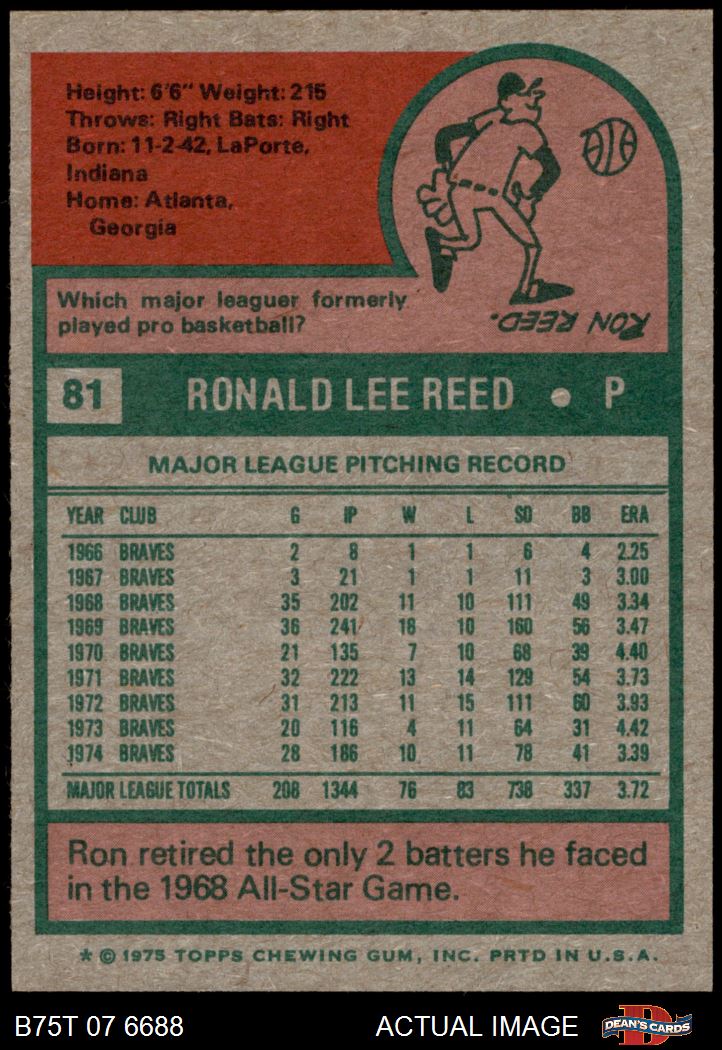 Height: 6'6" Weight: 215
Throws: Right Bats: Right
Born: 11-2-42, LaPorte,
Indiana
Home: Atlanta,
Georgia
Which major leaguer formerly
played pro basketball?
RON REED.
81 RONALD LEE REED • P
MAJOR LEAGUE PITCHING RECORD
YEAR CLUB G IP W L SO BB ERA
1966 BRAVES 2 8 1 1 6 4 2.25
1967 BRAVES 3 21 1 1 11 3 3.00
1968 BRAVES 35 202 11 10 111 49 3.34
1969 BRAVES 36 241 18 10 160 56 3.47
1970 BRAVES 21 135 7 10 68 39 4.40
1971 BRAVES 32 222 13 14 129 54 3.73
1972 BRAVES 31 213 11 15 111 60 3.93
1973 BRAVES 20 116 4 11 64 31 4.42
1974 BRAVES 28 186 10 11 78 41 3.39
MAJOR LEAGUE TOTALS 208 1344 76 83 738 337 3.72
Ron retired the only 2 batters he faced
in the 1968 All-Star Game.
* © 1975 TOPPS CHEWING GUM, INC. PRTD IN U.S.A.
B75T 07 6688 ACTUAL IMAGE D DEAN'S CARDS